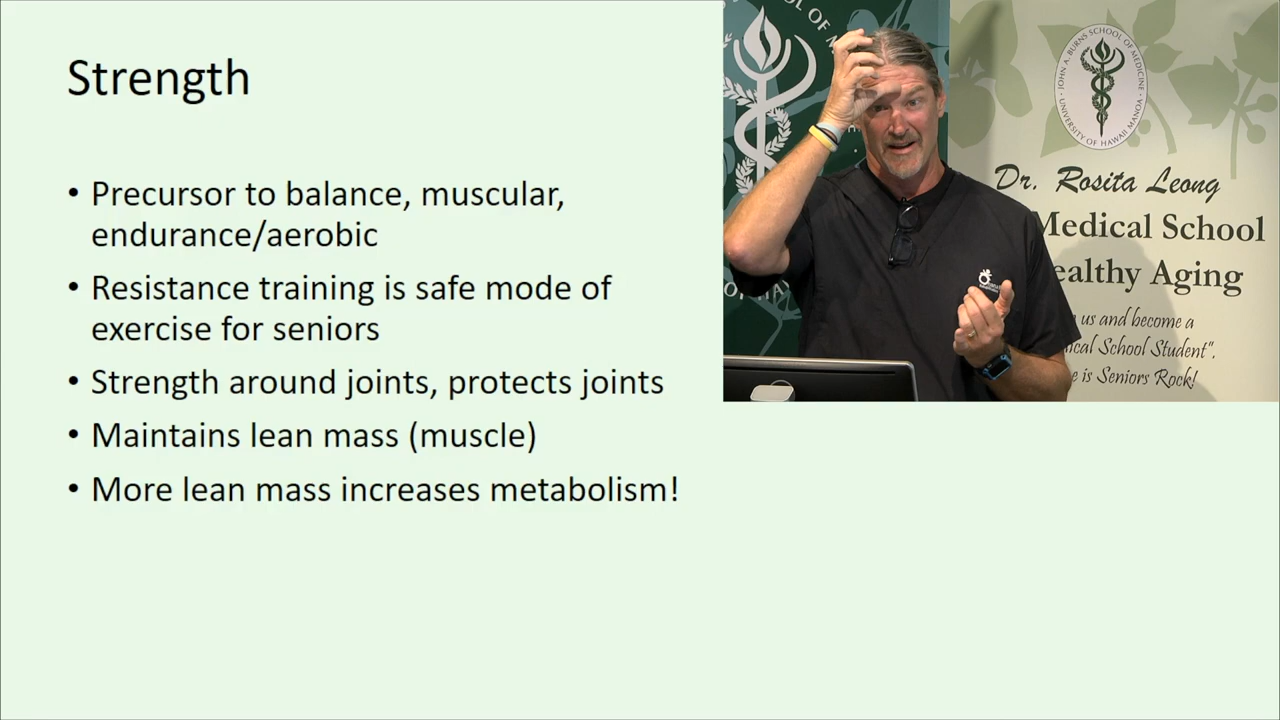 Strength
• Precursor to balance, muscular,
endurance/aerobic
• Resistance training is safe mode of
exercise for seniors
• Strength around joints, protects joints
• Maintains lean mass (muscle)
• More lean mass increases metabolism!
JOHN A. BURNS SCHOOL OF MEDICINE
UNIVERSITY OF HAWAII MANOA
Dr. Rosita Leong
Medical School
ealthy Aging
us and become a
ical School Student".
e is Seniors Rock!